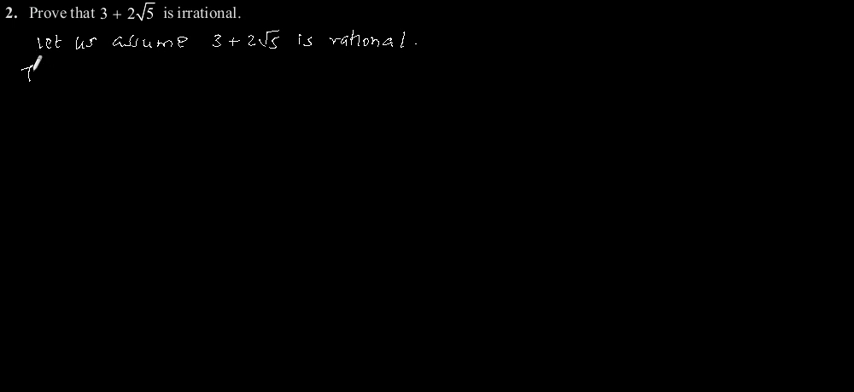 2. Prove that 3 + 2√5 is irrational.
Let us assume 3 + 2√5 is rational.